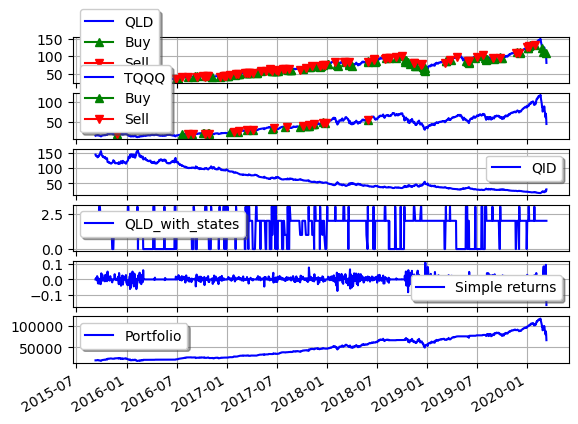 QLD
Buy
Sell
150
100
50
TQQQ
Buy
Sell
100
50
150
100
50
QID
2.5
0.0
QLD_with_states
0.1
0.0
−0.1
Simple returns
100000
50000
Portfolio
2015-07
2016-01
2016-07
2017-01
2017-07
2018-01
2018-07
2019-01
2019-07
2020-01